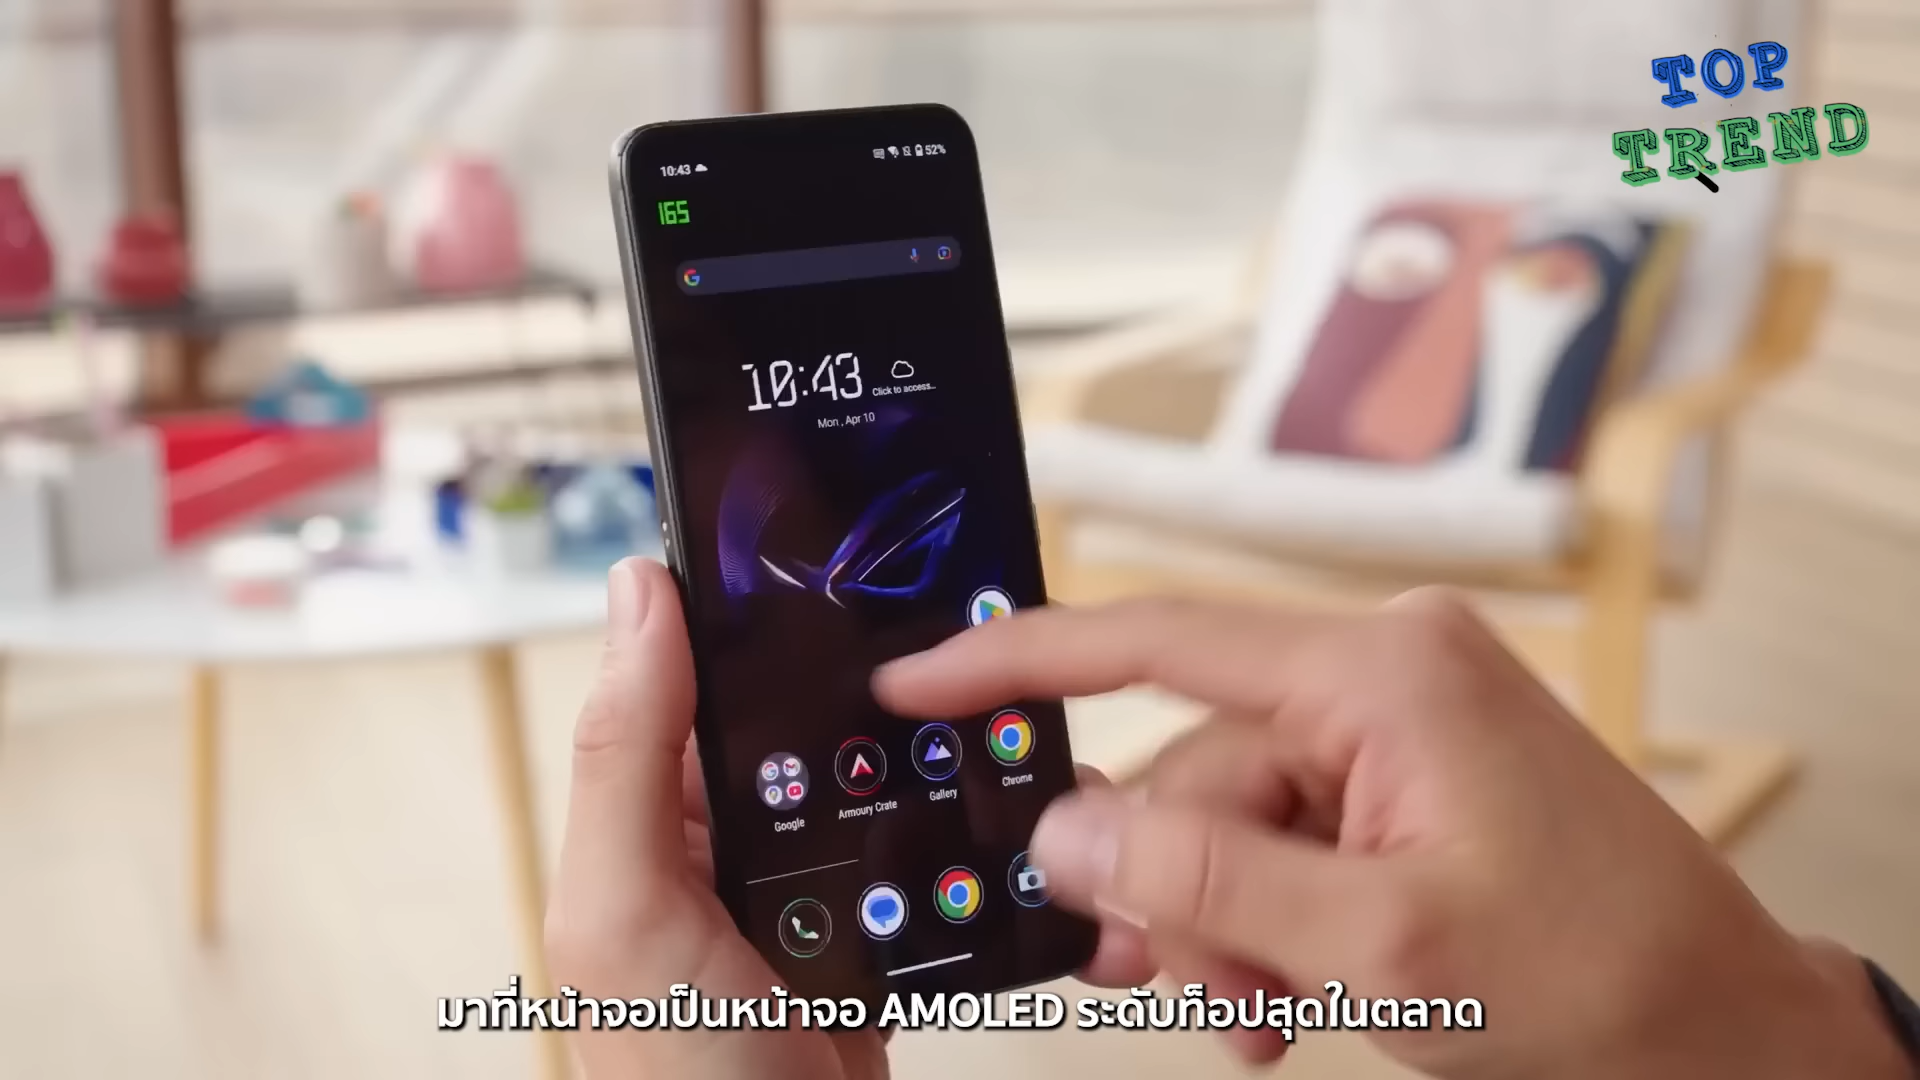 TOP
TREND
10:43
52%
165
10:43
Click to access...
Mon , Apr 10
Google
Armoury Crate
Gallery
Chrome
มาที่หน้าจอเป็นหน้าจอ AMOLED ระดับท็อปสุดในตลาด